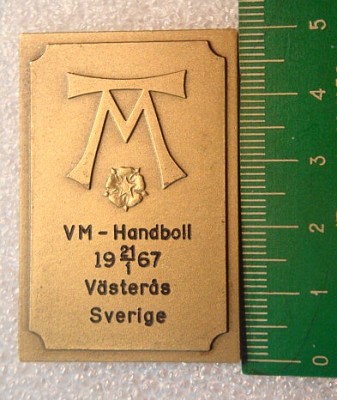 VM - Handboll
19 21/1 67
Västerås
Sverige
5
4
3
2
1
0